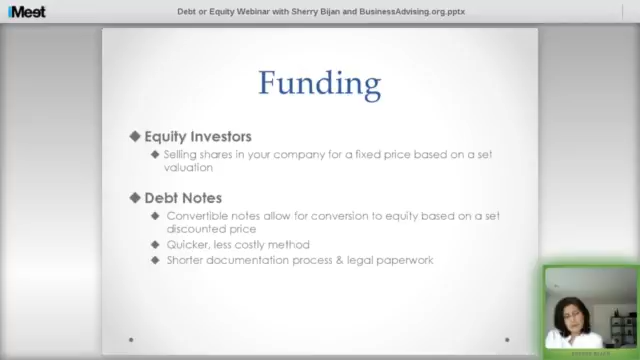 iMeet
Debt or Equity Webinar with Sherry Bijan and BusinessAdvising.org.pptx
Funding
Equity Investors
Selling shares in your company for a fixed price based on a set
valuation
Debt Notes
Convertible notes allow for conversion to equity based on a set
discounted price
Quicker, less costly method
Shorter documentation process & legal paperwork